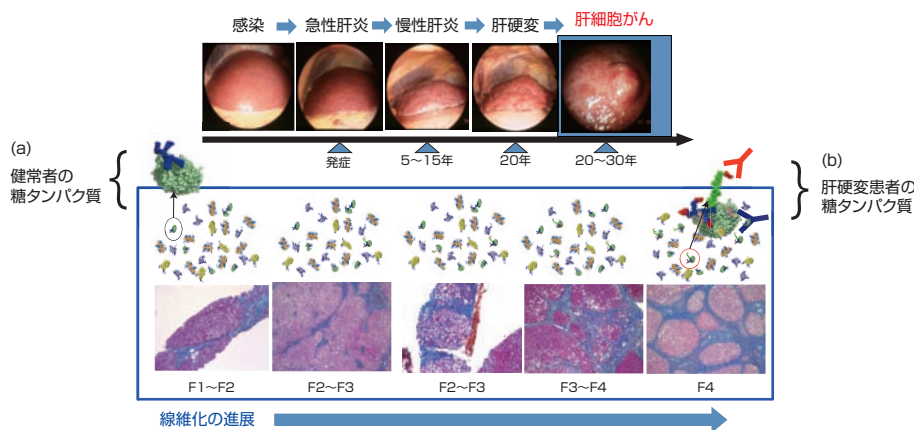 感染
急性肝炎
慢性肝炎
肝硬変
肝細胞がん
発症
5〜15年
20年
20〜30年
(a)
健常者の
糖タンパク質
(b)
肝硬変患者の
糖タンパク質
F1〜F2
F2〜F3
F2〜F3
F3〜F4
F4
線維化の進展